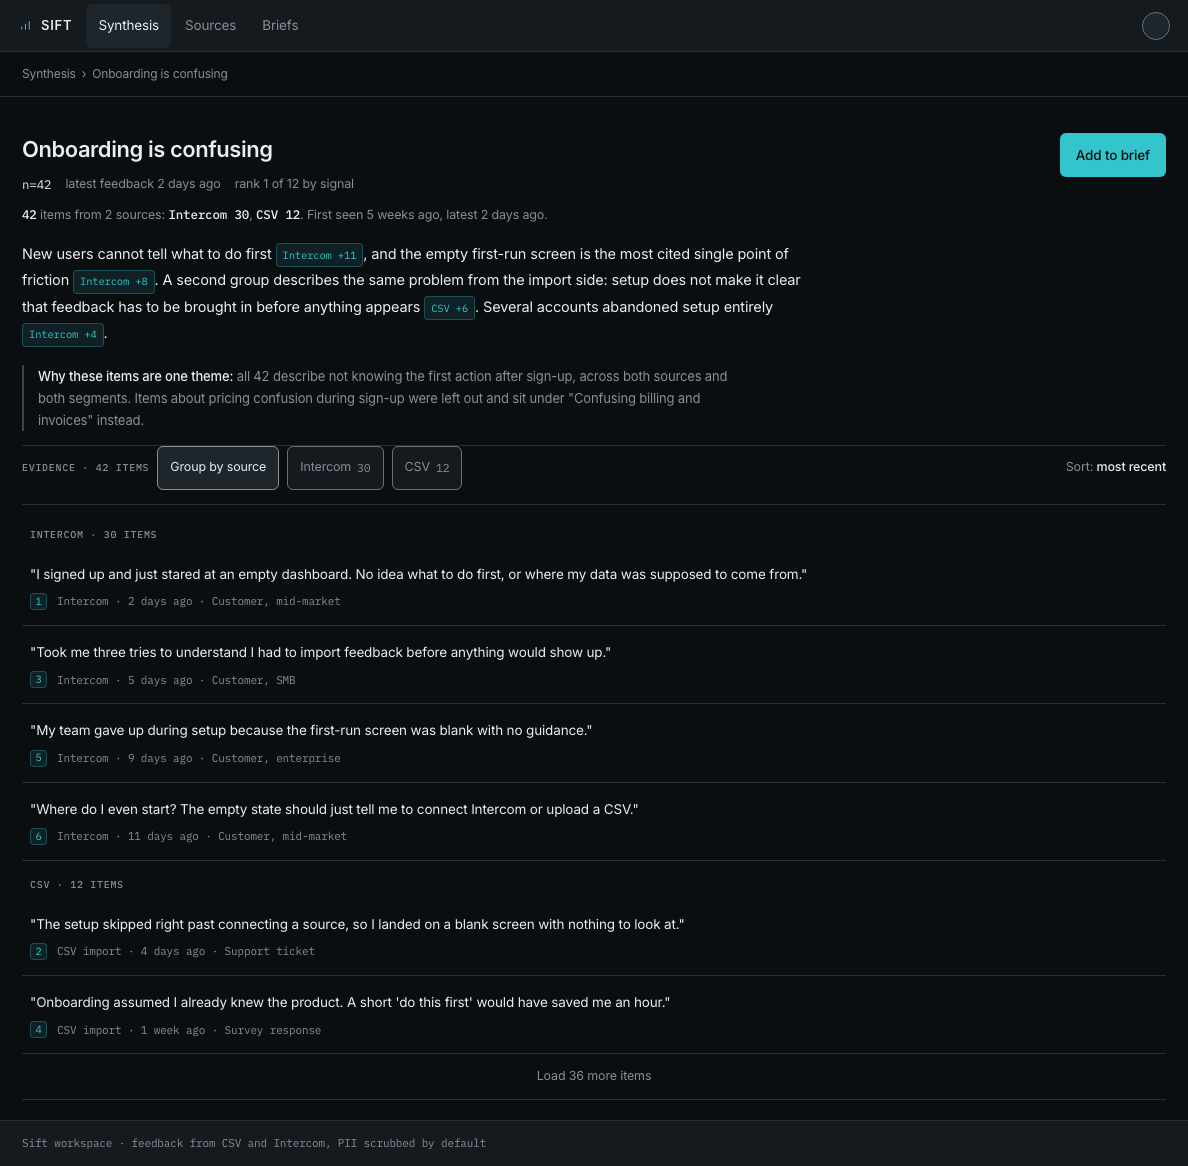 SIFT Synthesis Sources Briefs
Synthesis › Onboarding is confusing
Onboarding is confusing
Add to brief
n=42 latest feedback 2 days ago rank 1 of 12 by signal
42 items from 2 sources: Intercom 30, CSV 12. First seen 5 weeks ago, latest 2 days ago.
New users cannot tell what to do first Intercom +11, and the empty first-run screen is the most cited single point of
friction Intercom +8. A second group describes the same problem from the import side: setup does not make it clear
that feedback has to be brought in before anything appears CSV +6. Several accounts abandoned setup entirely
Intercom +4.
Why these items are one theme: all 42 describe not knowing the first action after sign-up, across both sources and
both segments. Items about pricing confusion during sign-up were left out and sit under "Confusing billing and
invoices" instead.
EVIDENCE · 42 ITEMS Group by source Intercom 30 CSV 12 Sort: most recent
INTERCOM · 30 ITEMS
"I signed up and just stared at an empty dashboard. No idea what to do first, or where my data was supposed to come from."
1 Intercom · 2 days ago · Customer, mid-market
"Took me three tries to understand I had to import feedback before anything would show up."
3 Intercom · 5 days ago · Customer, SMB
"My team gave up during setup because the first-run screen was blank with no guidance."
5 Intercom · 9 days ago · Customer, enterprise
"Where do I even start? The empty state should just tell me to connect Intercom or upload a CSV."
6 Intercom · 11 days ago · Customer, mid-market
CSV · 12 ITEMS
"The setup skipped right past connecting a source, so I landed on a blank screen with nothing to look at."
2 CSV import · 4 days ago · Support ticket
"Onboarding assumed I already knew the product. A short 'do this first' would have saved me an hour."
4 CSV import · 1 week ago · Survey response
Load 36 more items
Sift workspace · feedback from CSV and Intercom, PII scrubbed by default